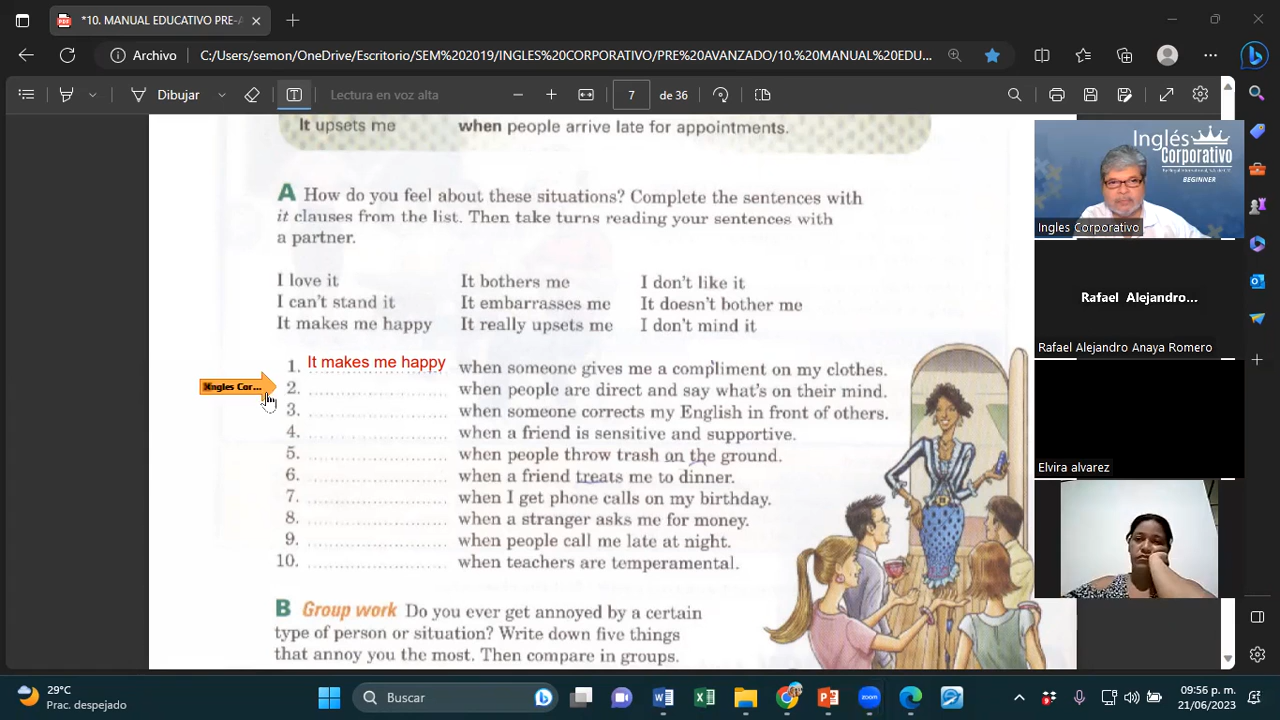 *10. MANUAL EDUCATIVO PRE-A
Archivo
C:/Users/semon/OneDrive/Escritorio/SEM%202019/INGLES%20CORPORATIVO/PRE%20AVANZADO/10.%20MANUAL%20EDU...
Dibujar
Lectura en voz alta
7
de 36
It upsets me when people arrive late for appointments.
A How do you feel about these situations? Complete the sentences with
it clauses from the list. Then take turns reading your sentences with
a partner.
I love it It bothers me I don't like it
I can't stand it It embarrasses me It doesn't bother me
It makes me happy It really upsets me I don't mind it
1. It makes me happy when someone gives me a compliment on my clothes.
2. when people are direct and say what's on their mind.
3. when someone corrects my English in front of others.
4. when a friend is sensitive and supportive.
5. when people throw trash on the ground.
6. when a friend treats me to dinner.
7. when I get phone calls on my birthday.
8. when a stranger asks me for money.
9. when people call me late at night.
10. when teachers are temperamental.
B Group work Do you ever get annoyed by a certain
type of person or situation? Write down five things
that annoy you the most. Then compare in groups.
Inglés
Corporativo
BEGINNER
Ingles Corporativo
Rafael Alejandro...
Rafael Alejandro Anaya Romero
Elvira alvarez
29°C
Prac. despejado
Buscar
09:56 p. m.
21/06/2023